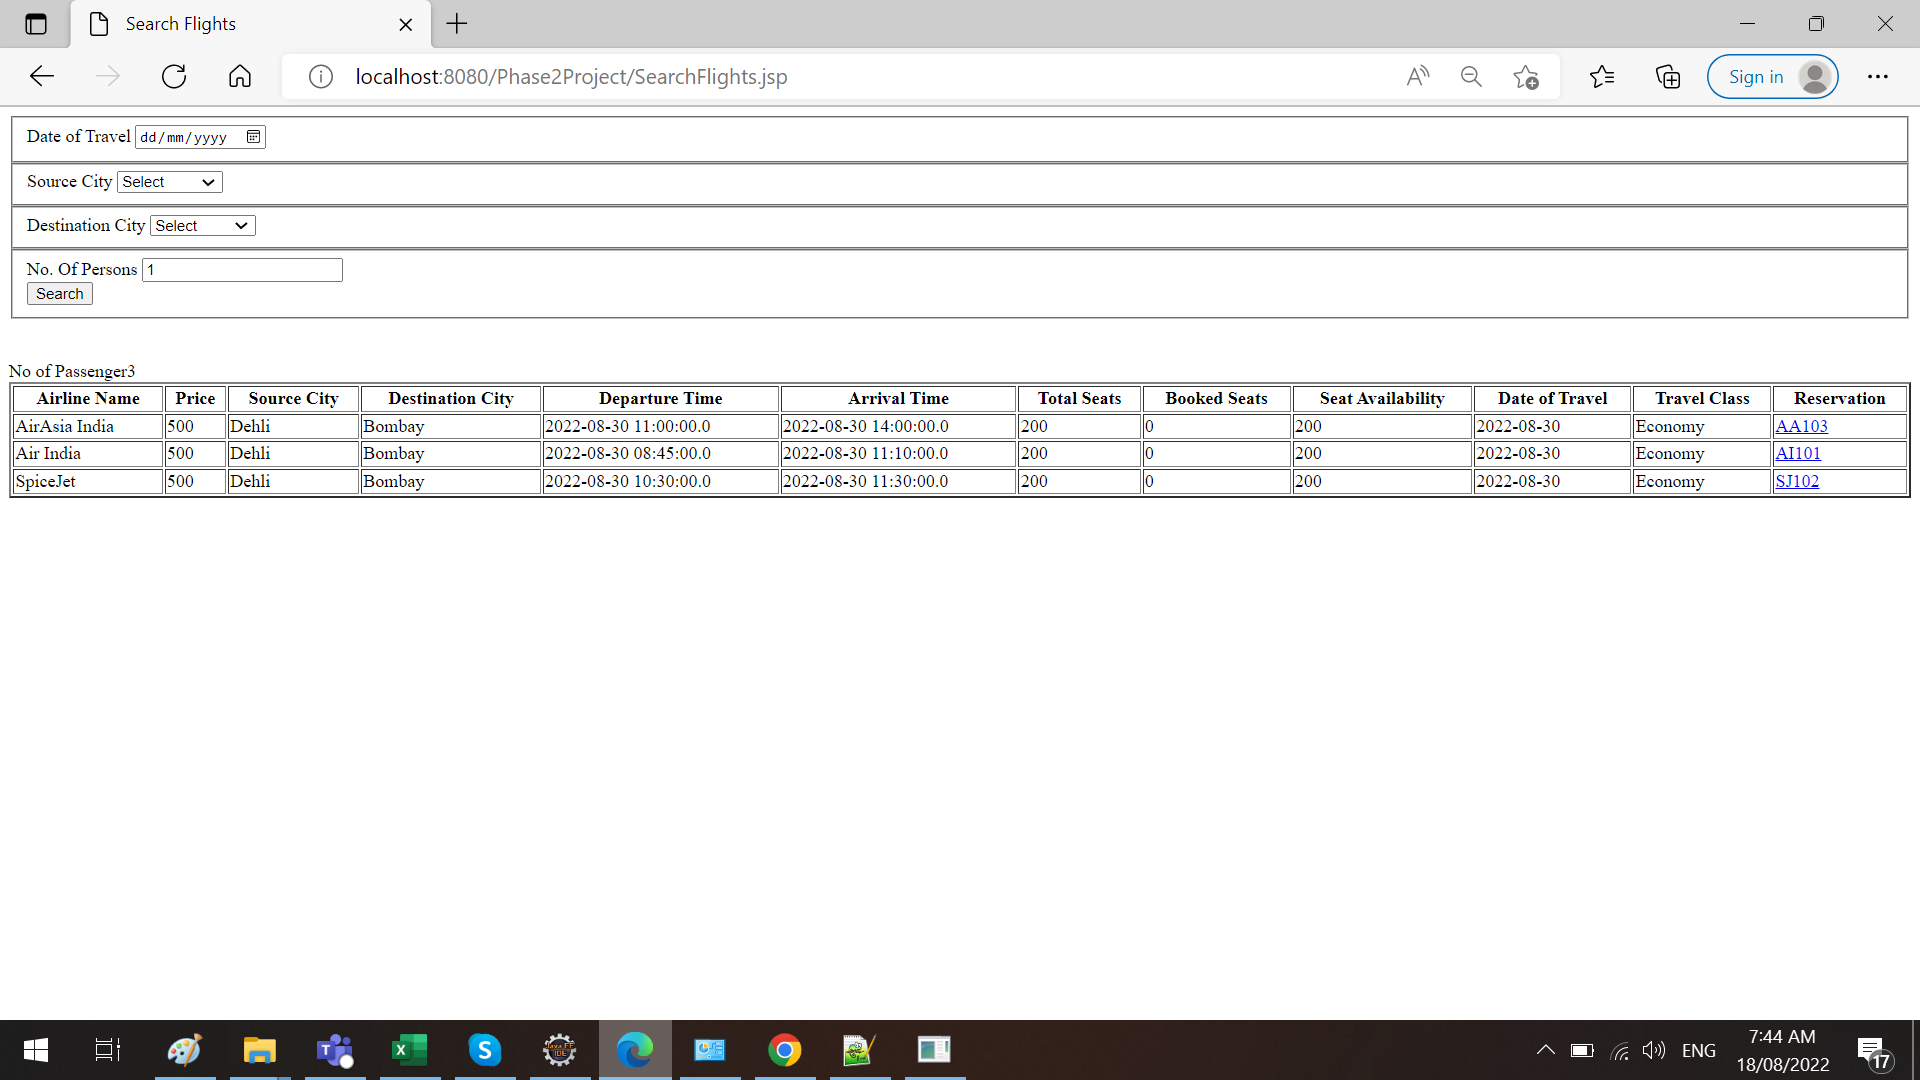 Search Flights
localhost:8080/Phase2Project/SearchFlights.jsp
A
Sign in
Date of Travel dd/mm/yyyy
Source City Select
Destination City Select
No. Of Persons 1
Search
No of Passenger3
Airline Name Price Source City Destination City Departure Time Arrival Time Total Seats Booked Seats Seat Availability Date of Travel Travel Class Reservation
AirAsia India 500 Dehli Bombay 2022-08-30 11:00:00.0 2022-08-30 14:00:00.0 200 0 200 2022-08-30 Economy AA103
Air India 500 Dehli Bombay 2022-08-30 08:45:00.0 2022-08-30 11:10:00.0 200 0 200 2022-08-30 Economy AI101
SpiceJet 500 Dehli Bombay 2022-08-30 10:30:00.0 2022-08-30 11:30:00.0 200 0 200 2022-08-30 Economy SJ102
T
X
S
Java EE
IDE
ENG
7:44 AM
18/08/2022
17